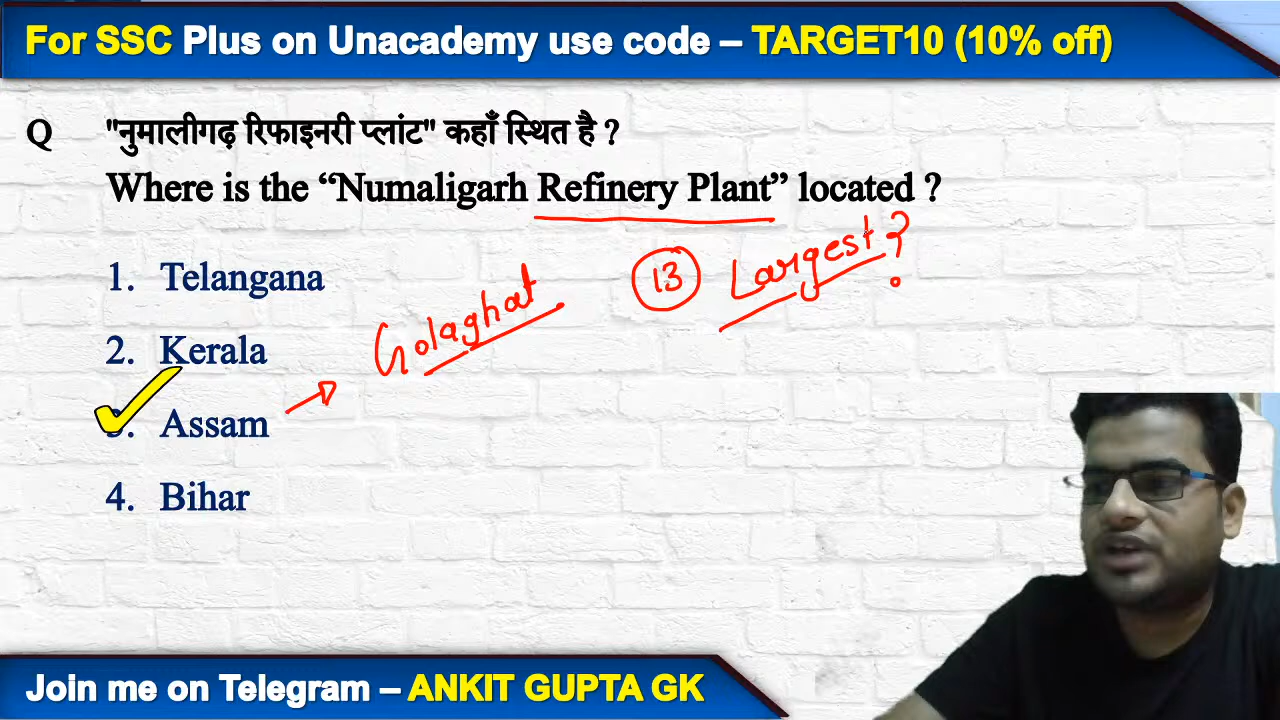 For SSC Plus on Unacademy use code – TARGET10 (10% off)
Q "नुमालीगढ़ रिफाइनरी प्लांट" कहाँ स्थित है ?
Where is the “Numaligarh Refinery Plant” located ?
13 Largest?
1. Telangana
Golaghat
2. Kerala
3. Assam
4. Bihar
Join me on Telegram – ANKIT GUPTA GK